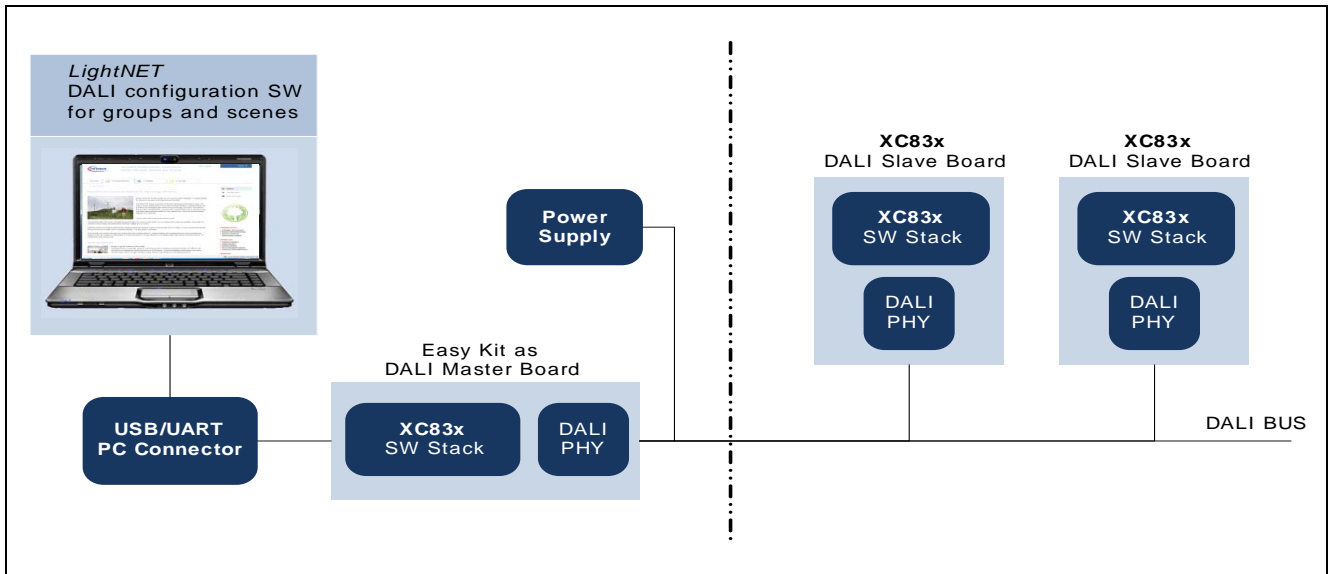 LightNET
DALI configuration SW
for groups and scenes
USB/UART
PC Connector
Easy Kit as
DALI Master Board
XC83x
SW Stack
DALI
PHY
Power
Supply
XC83x
DALI Slave Board
XC83x
SW Stack
DALI
PHY
XC83x
DALI Slave Board
XC83x
SW Stack
DALI
PHY
DALI BUS